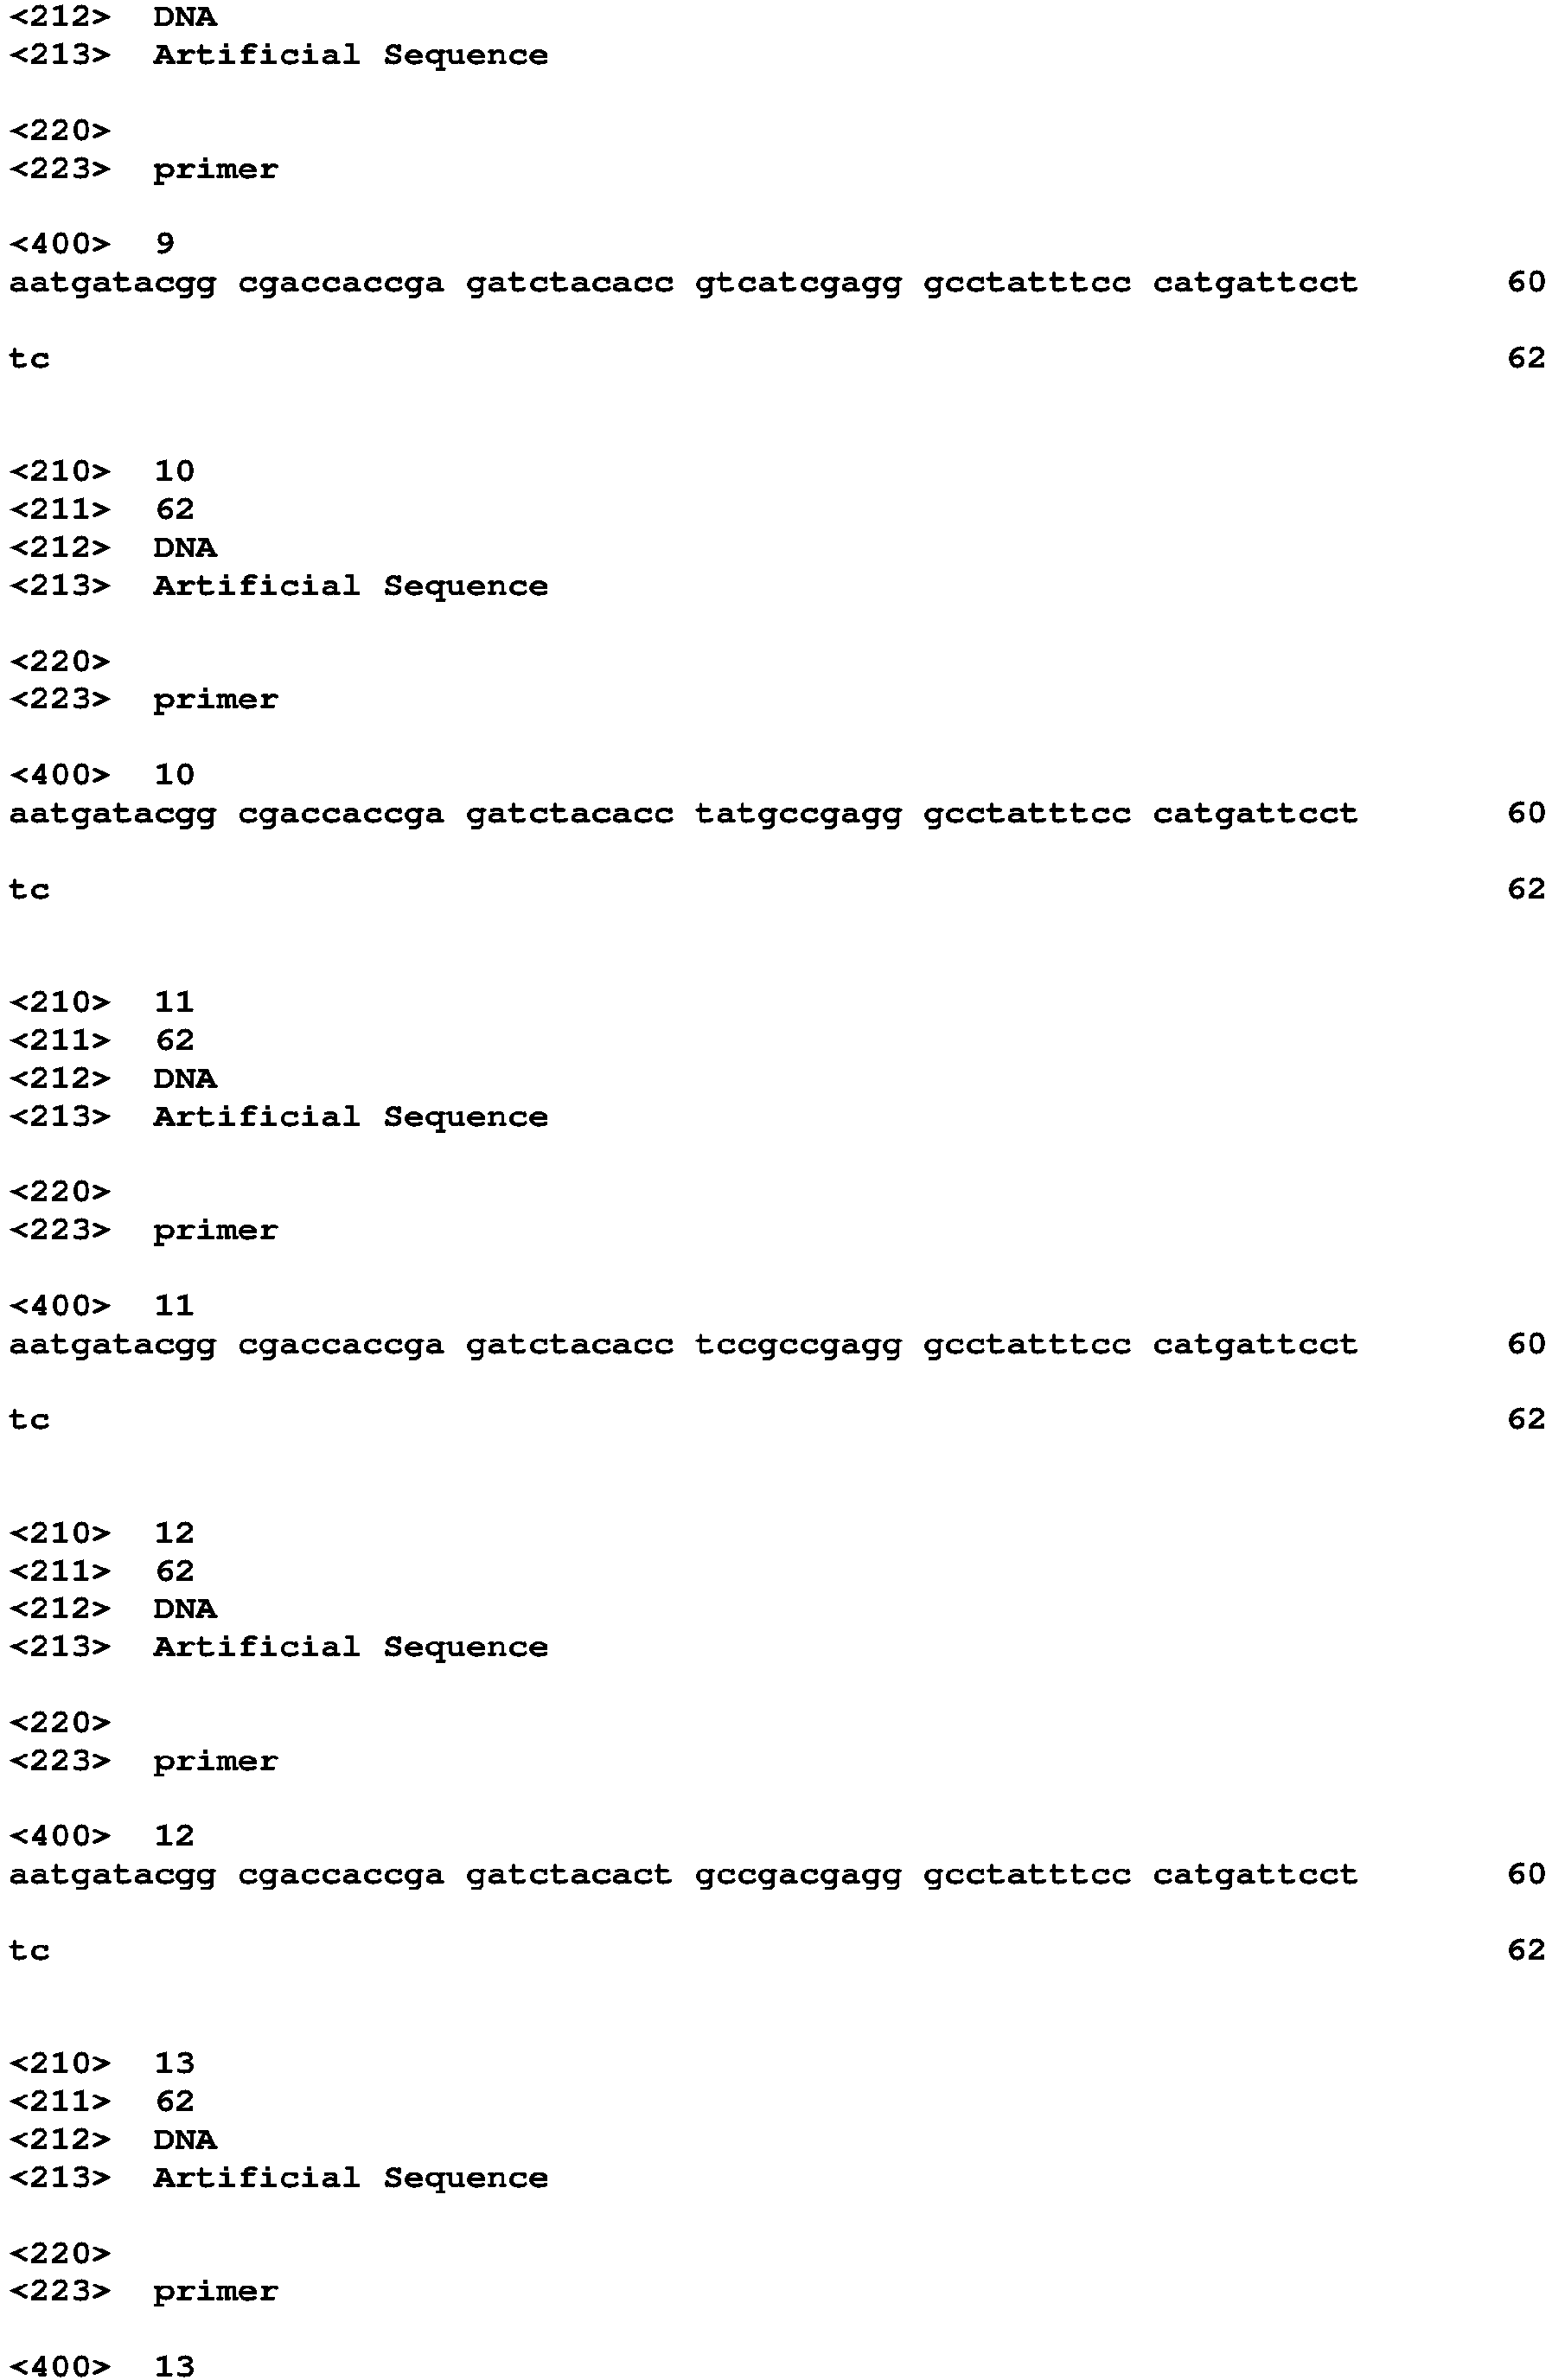 <212> DNA
<213> Artificial Sequence
<220>
<223> primer
<400> 9
aatgatacgg cgaccaccga gatctacacc gtcatcgagg gcctatttcc catgattcct 60
tc 62
<210> 10
<211> 62
<212> DNA
<213> Artificial Sequence
<220>
<223> primer
<400> 10
aatgatacgg cgaccaccga gatctacacc tatgccgagg gcctatttcc catgattcct 60
tc 62
<210> 11
<211> 62
<212> DNA
<213> Artificial Sequence
<220>
<223> primer
<400> 11
aatgatacgg cgaccaccga gatctacacc tccgccgagg gcctatttcc catgattcct 60
tc 62
<210> 12
<211> 62
<212> DNA
<213> Artificial Sequence
<220>
<223> primer
<400> 12
aatgatacgg cgaccaccga gatctacact gccgacgagg gcctatttcc catgattcct 60
tc 62
<210> 13
<211> 62
<212> DNA
<213> Artificial Sequence
<220>
<223> primer
<400> 13